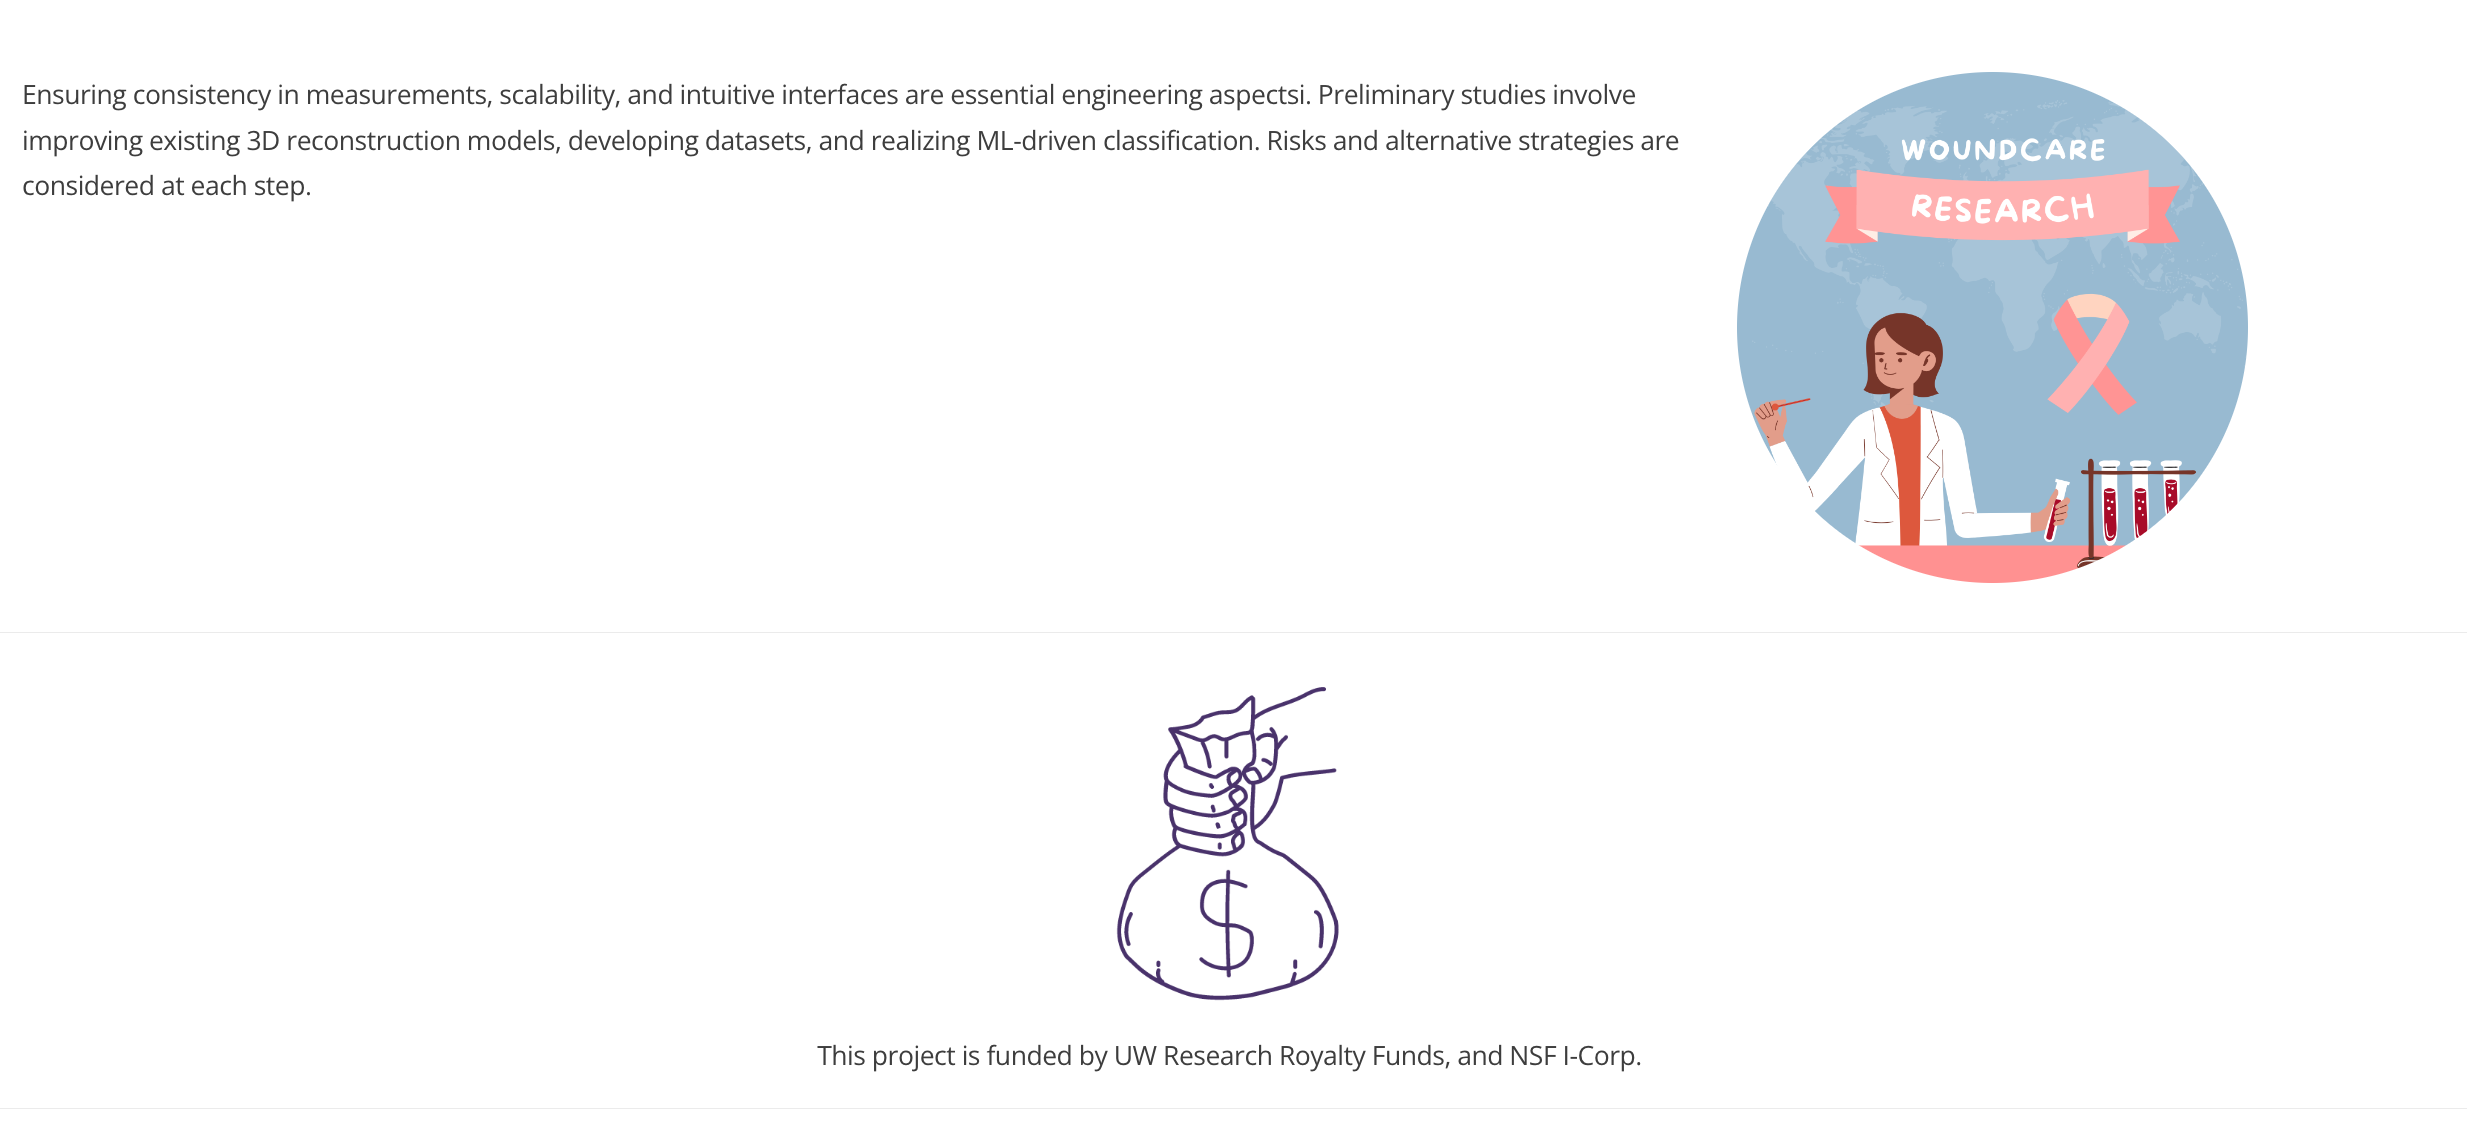 Ensuring consistency in measurements, scalability, and intuitive interfaces are essential engineering aspectsi. Preliminary studies involve
improving existing 3D reconstruction models, developing datasets, and realizing ML-driven classification. Risks and alternative strategies are
considered at each step.
WOUNDCARE
RESEARCH
$
This project is funded by UW Research Royalty Funds, and NSF I-Corp.